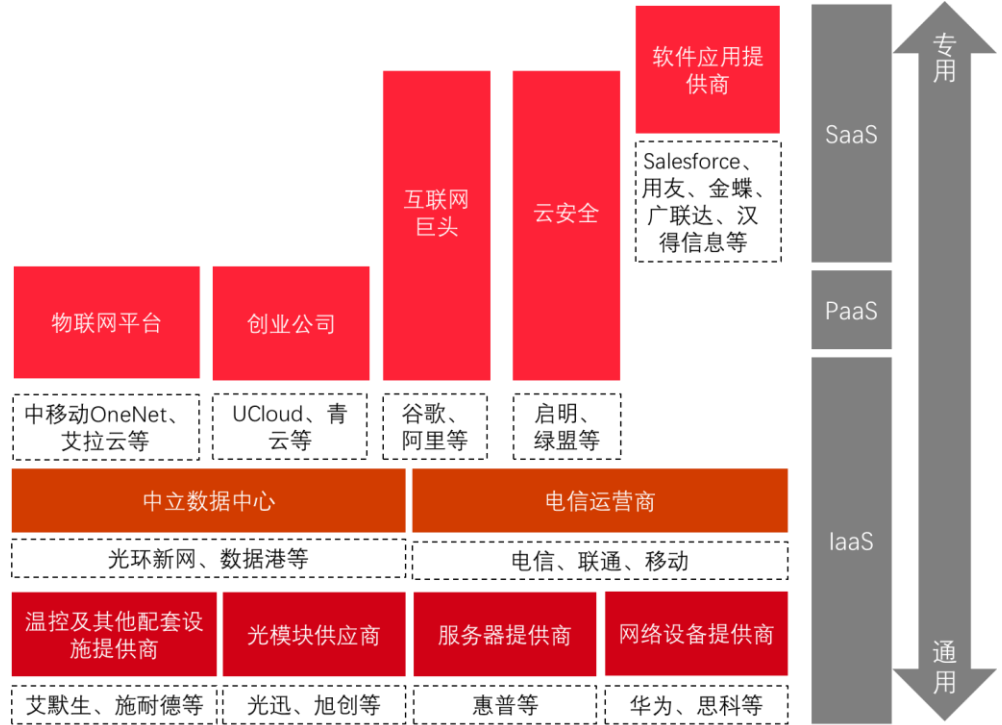 软件应用提
供商
Salesforce、
用友、金蝶、
广联达、汉
得信息等
互联网
巨头
云安全
物联网平台
创业公司
中移动OneNet、
艾拉云等
UCloud、青
云等
谷歌、
阿里等
启明、
绿盟等
中立数据中心
电信运营商
光环新网、数据港等
电信、联通、移动
温控及其他配套设
施提供商
光模块供应商
服务器提供商
网络设备提供商
艾默生、施耐德等
光迅、旭创等
惠普等
华为、思科等
SaaS
PaaS
IaaS
专
用
通
用